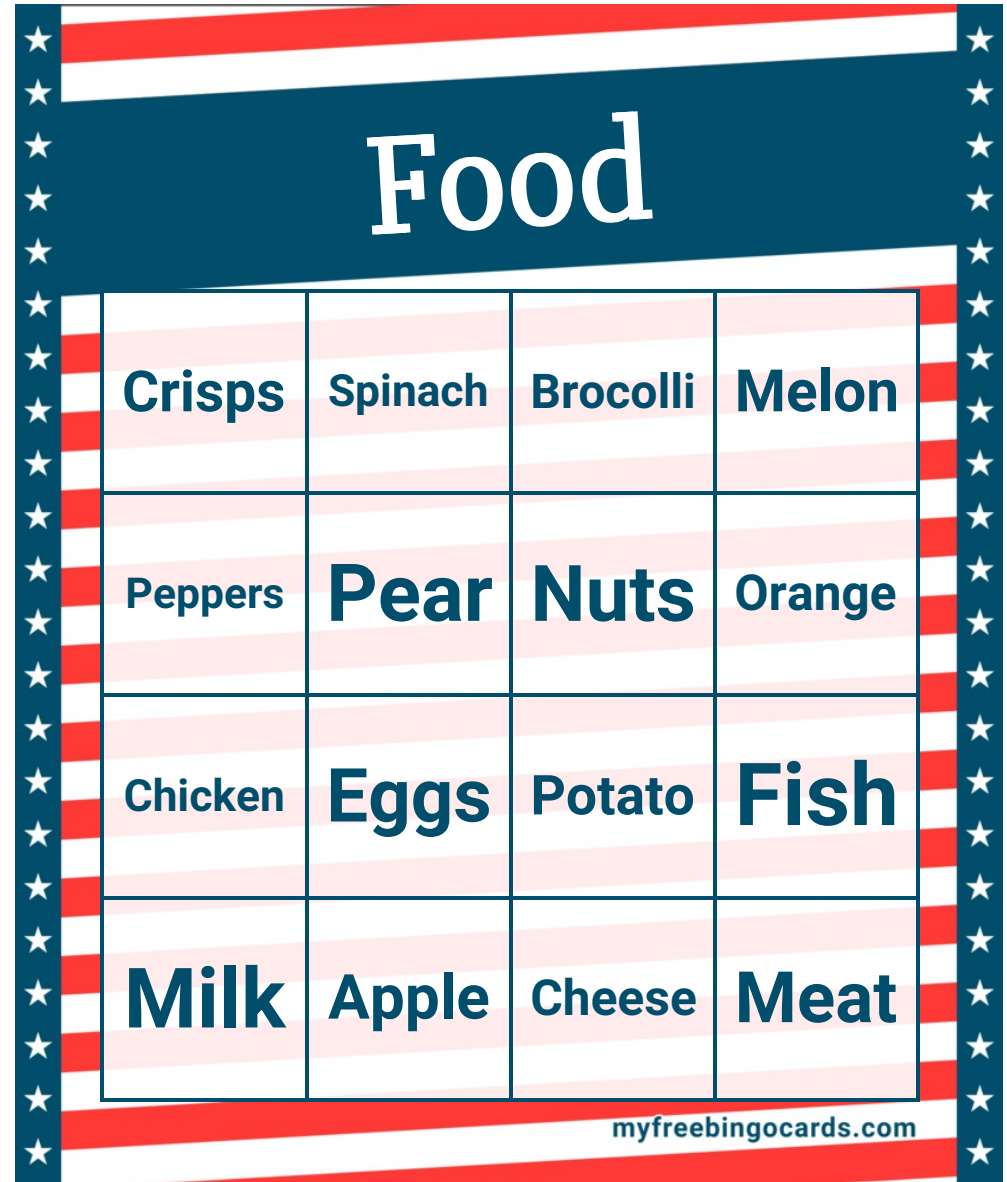 Food
Crisps Spinach Brocolli Melon
Peppers Pear Nuts Orange
Chicken Eggs Potato Fish
Milk Apple Cheese Meat
myfreebingocards.com